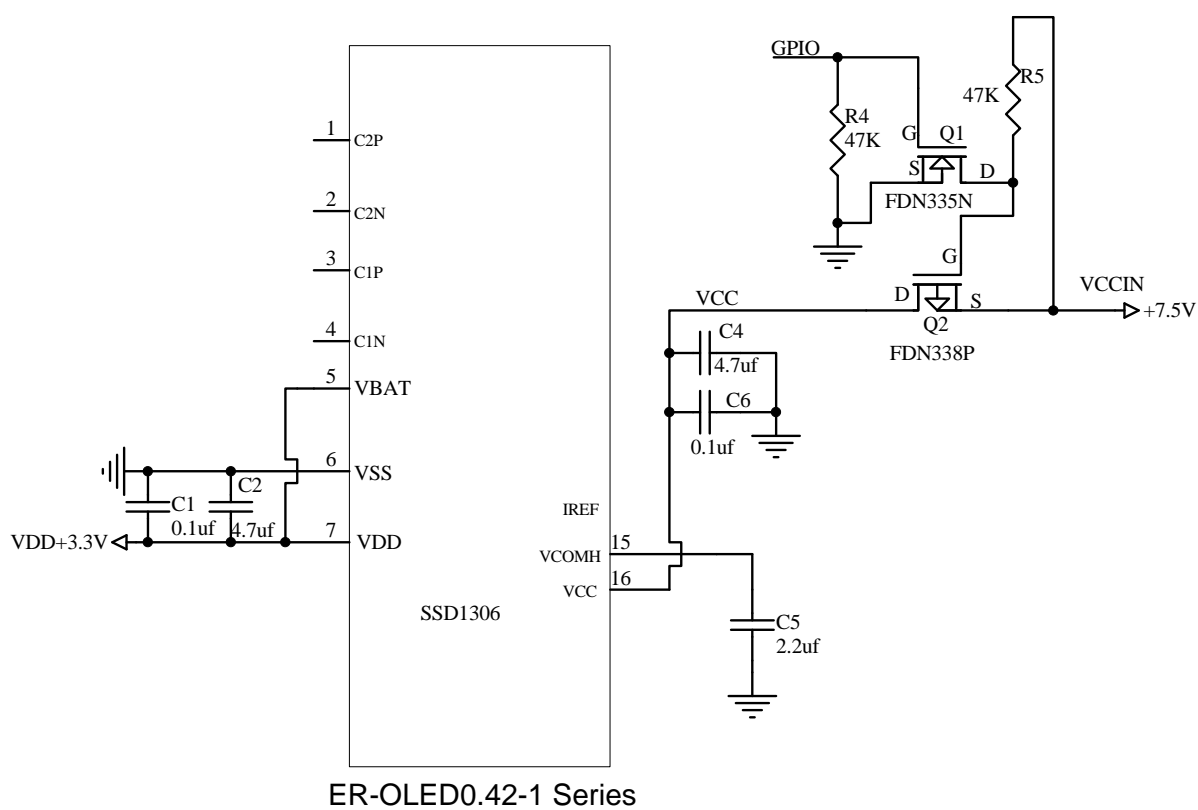 GPIO
R4
47K
R5
47K
G
Q1
S
D
FDN335N
G
D
S
Q2
FDN338P
VCCIN
+7.5V
VCC
C4
4.7uf
C6
0.1uf
1
C2P
2
C2N
3
C1P
4
C1N
5
VBAT
6
VSS
C1
0.1uf
C2
4.7uf
VDD+3.3V
7
VDD
IREF
15
VCOMH
16
VCC
SSD1306
C5
2.2uf
ER-OLED0.42-1 Series